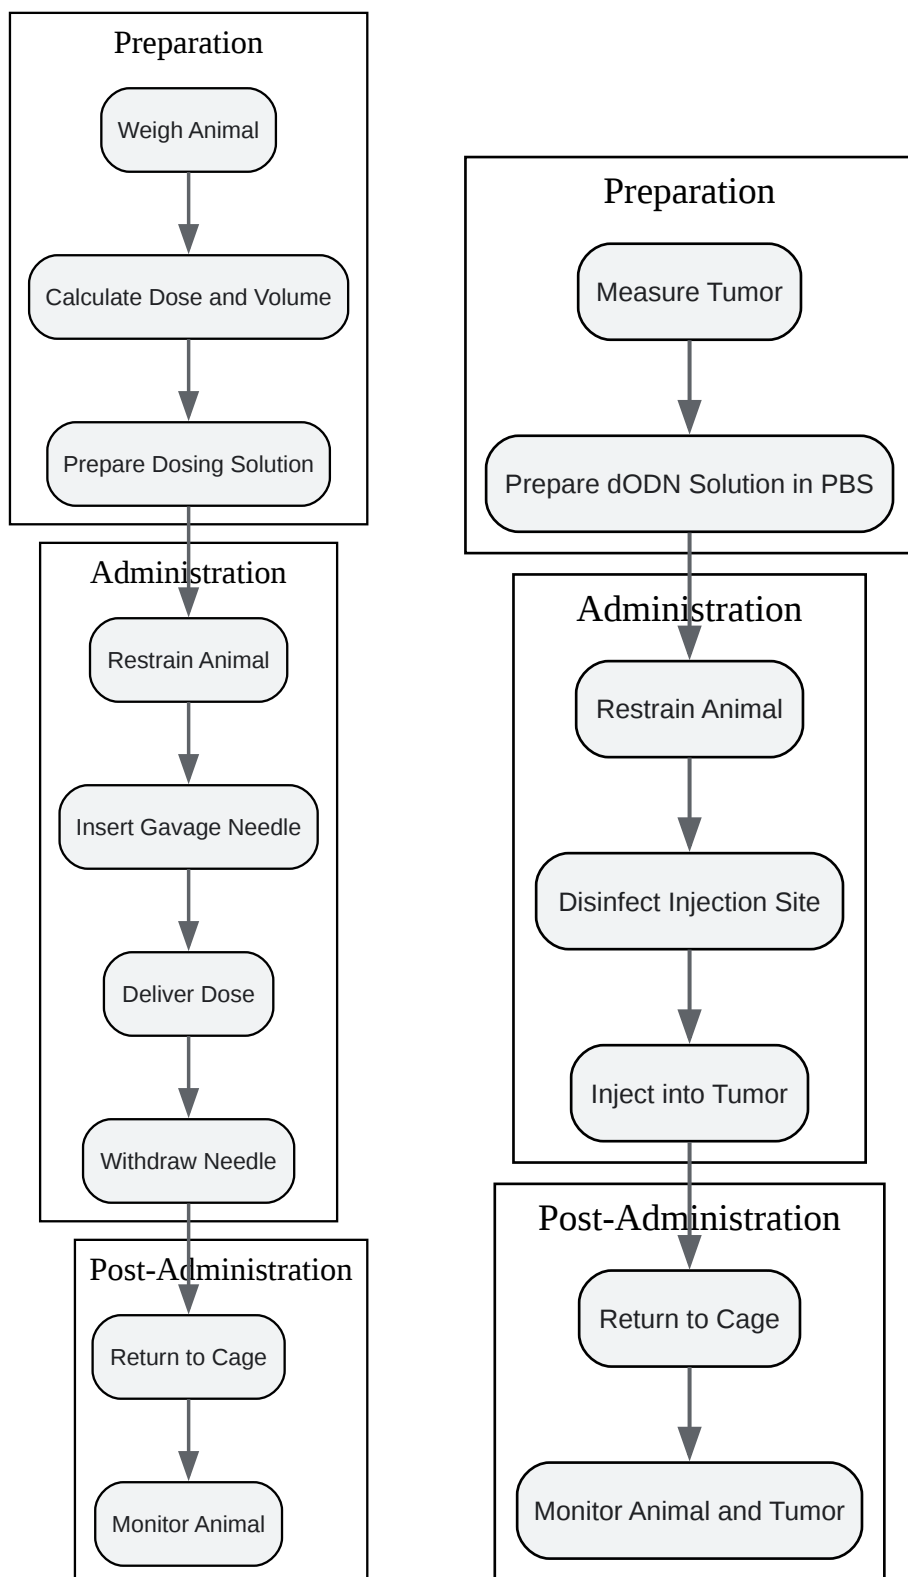 Preparation
Weigh Animal
Calculate Dose and Volume
Prepare Dosing Solution
Administration
Restrain Animal
Insert Gavage Needle
Deliver Dose
Withdraw Needle
Post-Administration
Return to Cage
Monitor Animal
Preparation
Measure Tumor
Prepare dODN Solution in PBS
Administration
Restrain Animal
Disinfect Injection Site
Inject into Tumor
Post-Administration
Return to Cage
Monitor Animal and Tumor